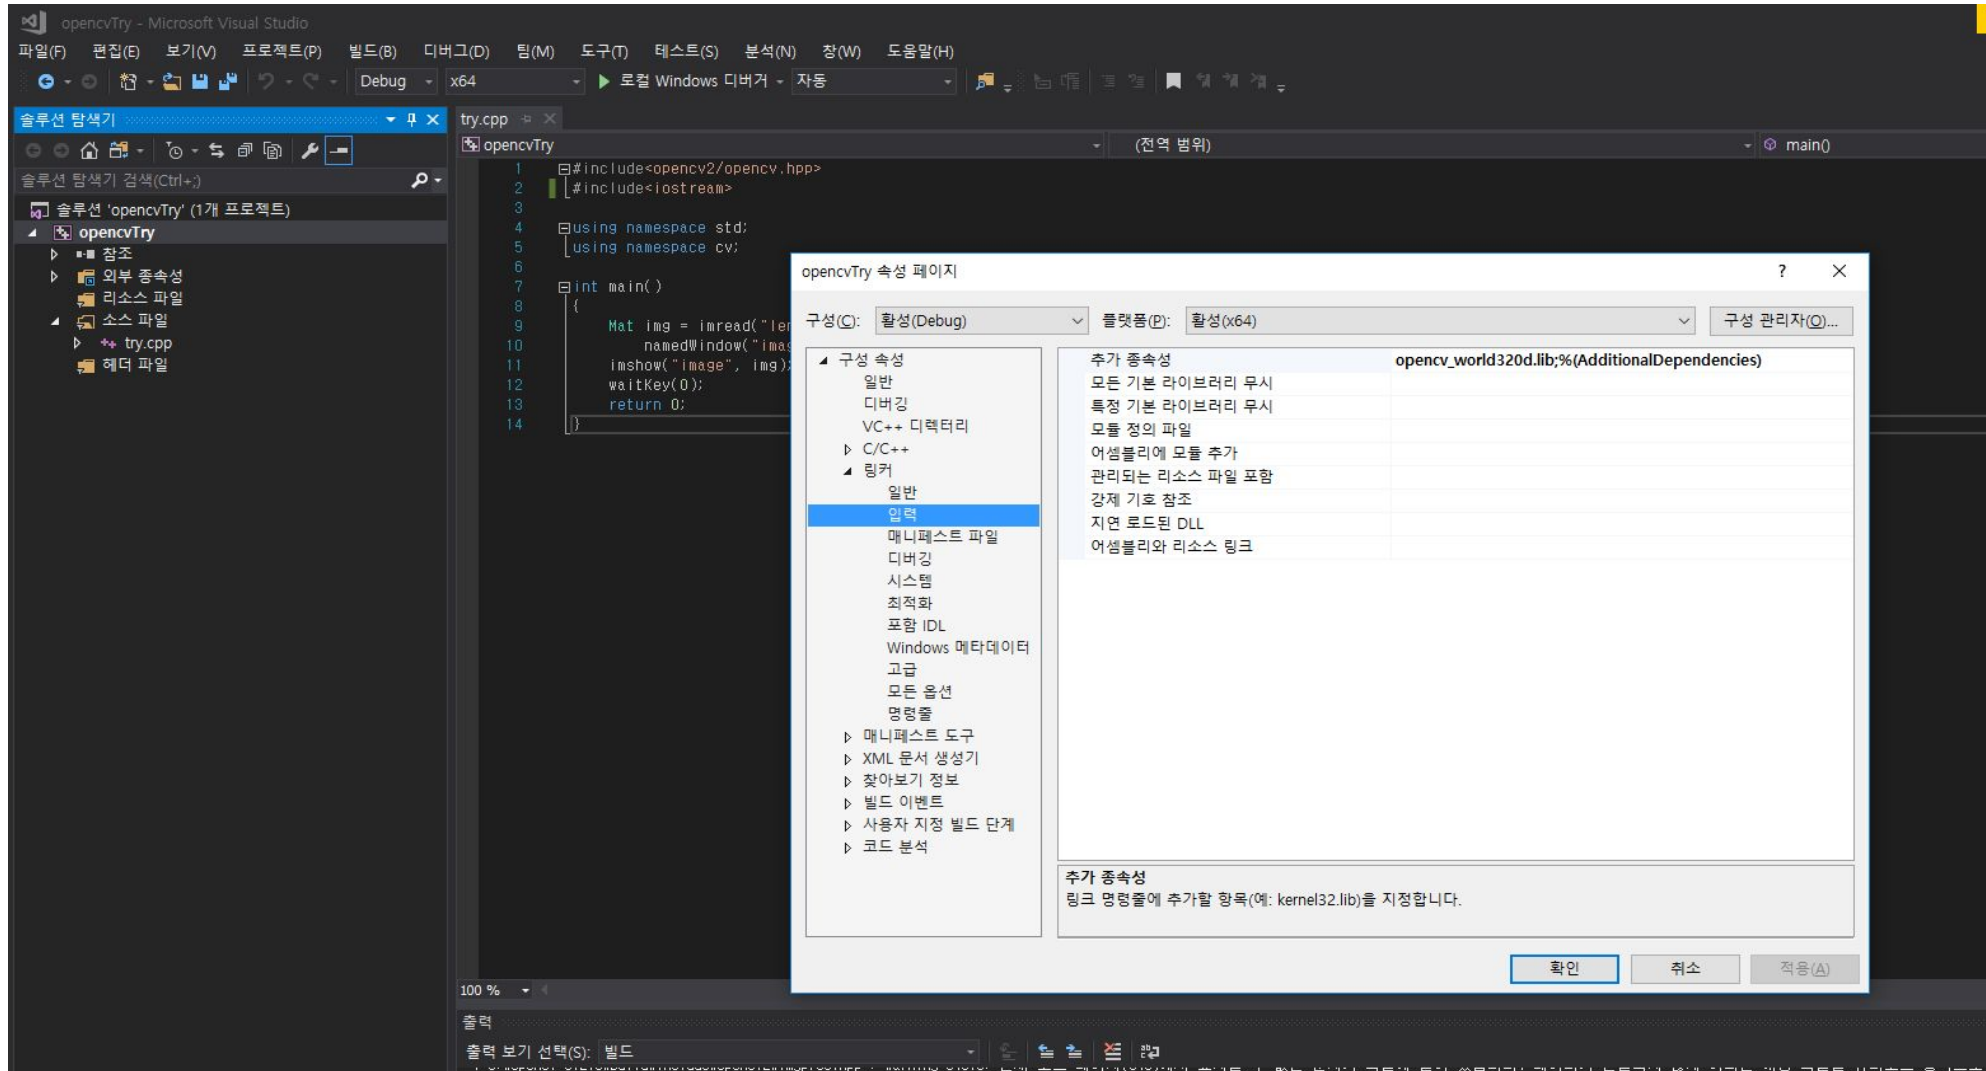 opencvTry - Microsoft Visual Studio
파일(F) 편집(E) 보기(V) 프로젝트(P) 빌드(B) 디버그(D) 팀(M) 도구(T) 테스트(S) 분석(N) 창(W) 도움말(H)
Debug x64 로컬 Windows 디버거 자동
솔루션 탐색기
솔루션 탐색기 검색(Ctrl+;)
솔루션 'opencvTry' (1개 프로젝트)
opencvTry
참조
외부 종속성
리소스 파일
소스 파일
try.cpp
헤더 파일
try.cpp
opencvTry (전역 범위) main()
1 #include<opencv2/opencv.hpp>
2 #include<iostream>
3
4 using namespace std;
5 using namespace cv;
6
7 int main()
8 {
9 Mat img = imread("len
10 namedWindow("imag
11 imshow("image", img);
12 waitKey(0);
13 return 0;
14 }
100 %
출력
출력 보기 선택(S): 빌드
opencvTry 속성 페이지 ?
구성(C): 활성(Debug) 플랫폼(P): 활성(x64) 구성 관리자(O)...
구성 속성
일반
디버깅
VC++ 디렉터리
C/C++
링커
일반
입력
매니페스트 파일
디버깅
시스템
최적화
포함 IDL
Windows 메타데이터
고급
모든 옵션
명령줄
매니페스트 도구
XML 문서 생성기
찾아보기 정보
빌드 이벤트
사용자 지정 빌드 단계
코드 분석
추가 종속성 opencv_world320d.lib;%(AdditionalDependencies)
모든 기본 라이브러리 무시
특정 기본 라이브러리 무시
모듈 정의 파일
어셈블리에 모듈 추가
관리되는 리소스 파일 포함
강제 기호 참조
지연 로드된 DLL
어셈블리와 리소스 링크
추가 종속성
링크 명령줄에 추가할 항목(예: kernel32.lib)을 지정합니다.
확인 취소 적용(A)